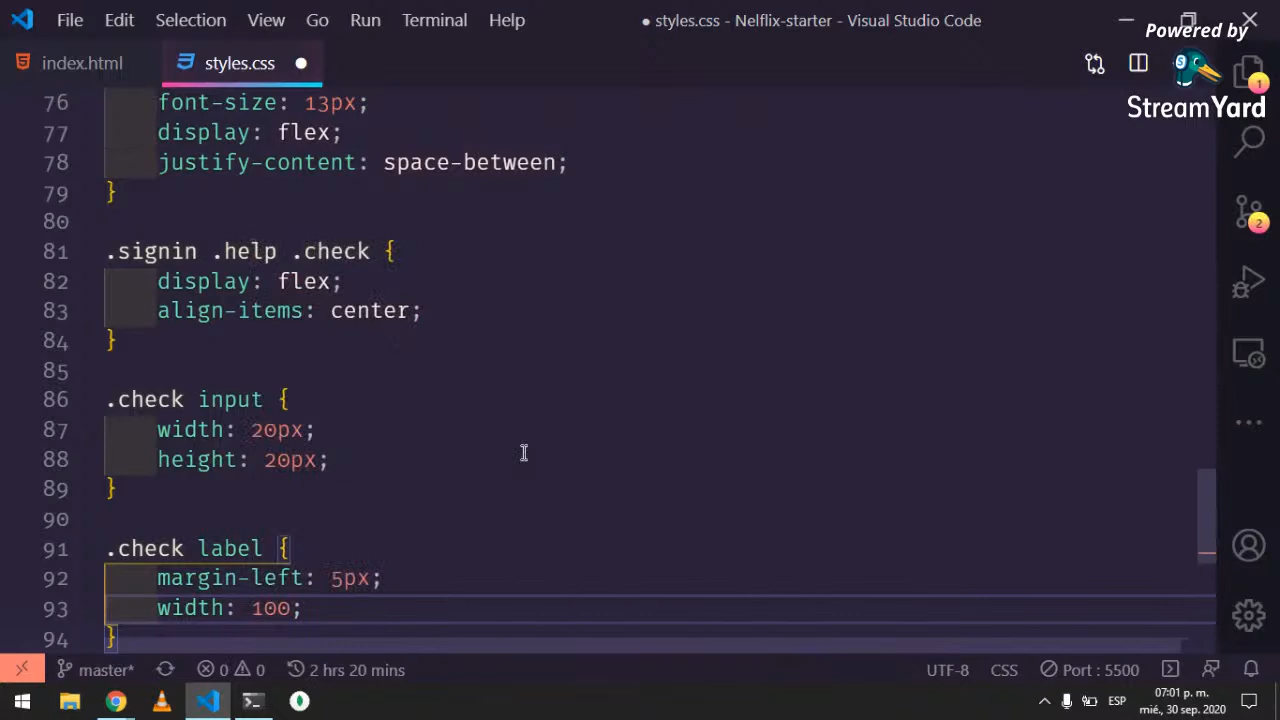 File Edit Selection View Go Run Terminal Help
● styles.css - Nelflix-starter - Visual Studio Code
Powered by
StreamYard
index.html
styles.css
76 font-size: 13px;
77 display: flex;
78 justify-content: space-between;
79 }
80
81 .signin .help .check {
82 display: flex;
83 align-items: center;
84 }
85
86 .check input {
87 width: 20px;
88 height: 20px;
89 }
90
91 .check label {
92 margin-left: 5px;
93 width: 100;
94 }
1
2
master* 0 0 2 hrs 20 mins UTF-8 CSS Port : 5500
ESP
07:01 p. m.
mié, 30 sep. 2020